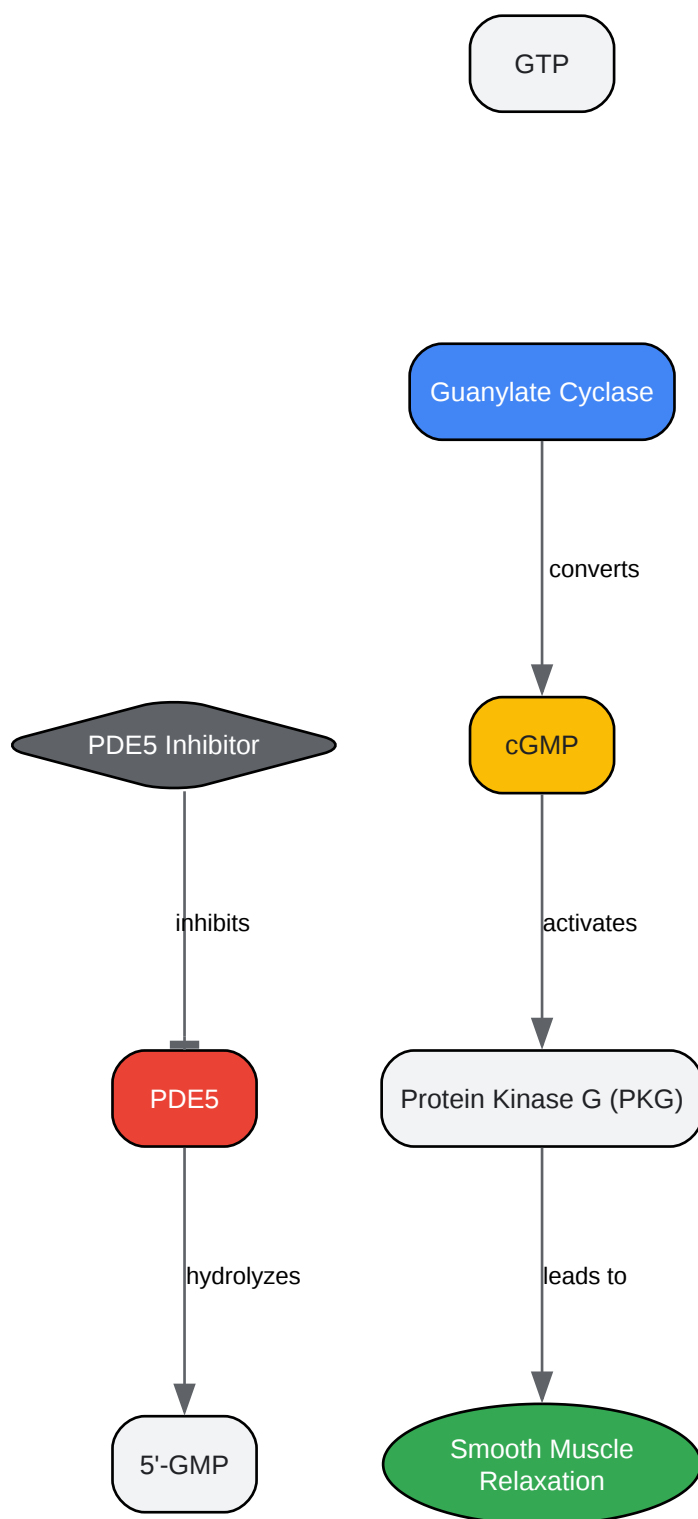 GTP
Guanylate Cyclase
converts
PDE5 Inhibitor
cGMP
inhibits
activates
PDE5
Protein Kinase G (PKG)
hydrolyzes
leads to
5'-GMP
Smooth Muscle
Relaxation